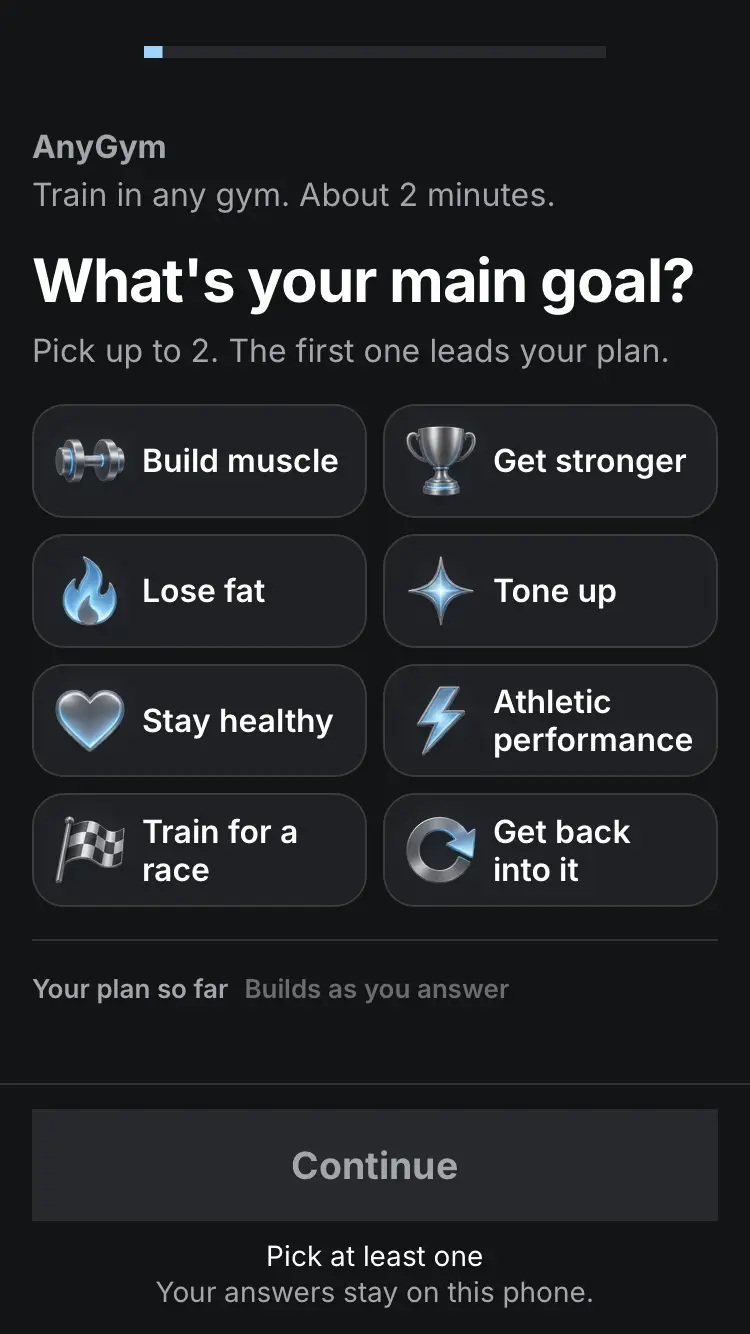 AnyGym
Train in any gym. About 2 minutes.
What's your main goal?
Pick up to 2. The first one leads your plan.
Build muscle
Get stronger
Lose fat
Tone up
Stay healthy
Athletic
performance
Train for a
race
Get back
into it
Your plan so far Builds as you answer
Continue
Pick at least one
Your answers stay on this phone.